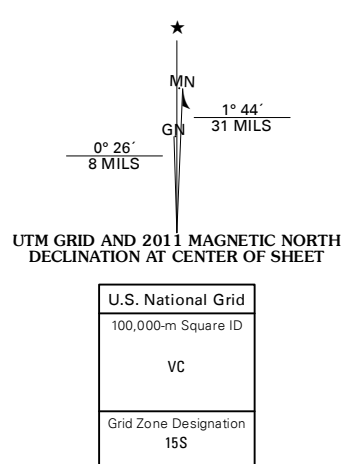 ★
MN
1° 44´
31 MILS
GN
0° 26´
8 MILS
UTM GRID AND 2011 MAGNETIC NORTH
DECLINATION AT CENTER OF SHEET
U.S. National Grid
100,000-m Square ID
VC
Grid Zone Designation
15S